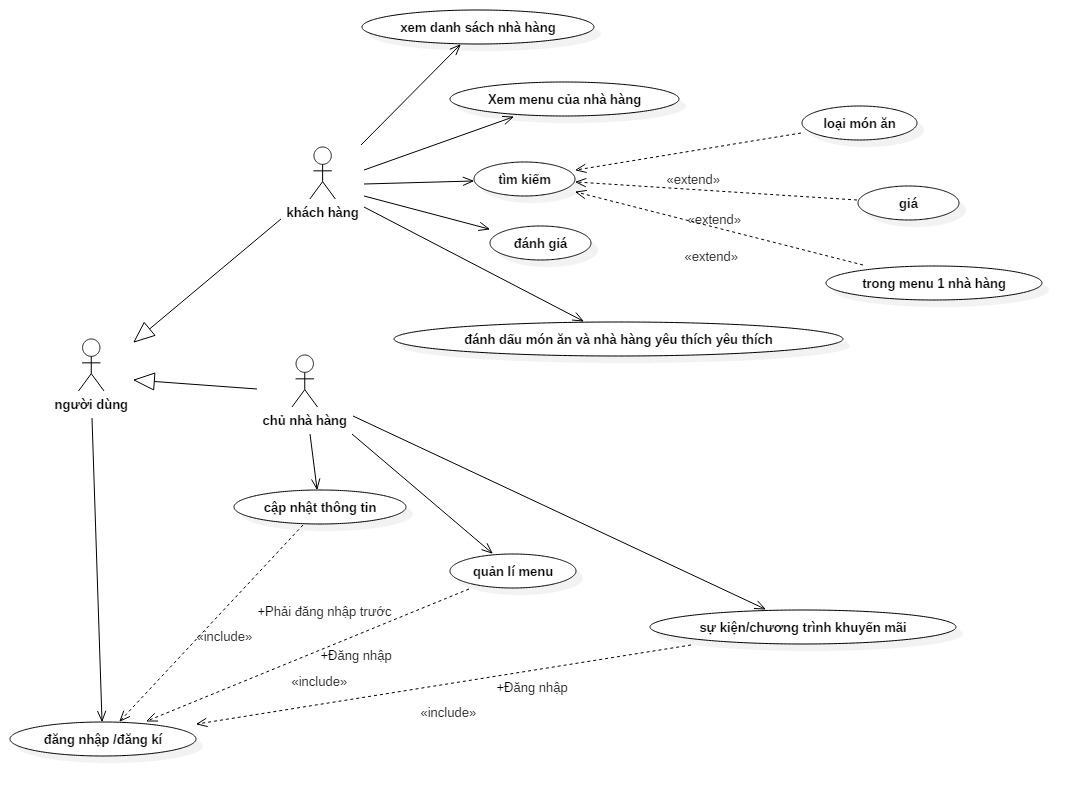 xem danh sách nhà hàng
Xem menu của nhà hàng
loại món ăn
tìm kiếm
«extend»
giá
khách hàng
«extend»
đánh giá
«extend»
trong menu 1 nhà hàng
đánh dấu món ăn và nhà hàng yêu thích yêu thích
người dùng
chủ nhà hàng
cập nhật thông tin
quản lí menu
+Phải đăng nhập trước
sự kiện/chương trình khuyến mãi
«include»
+Đăng nhập
«include»
+Đăng nhập
«include»
đăng nhập /đăng kí